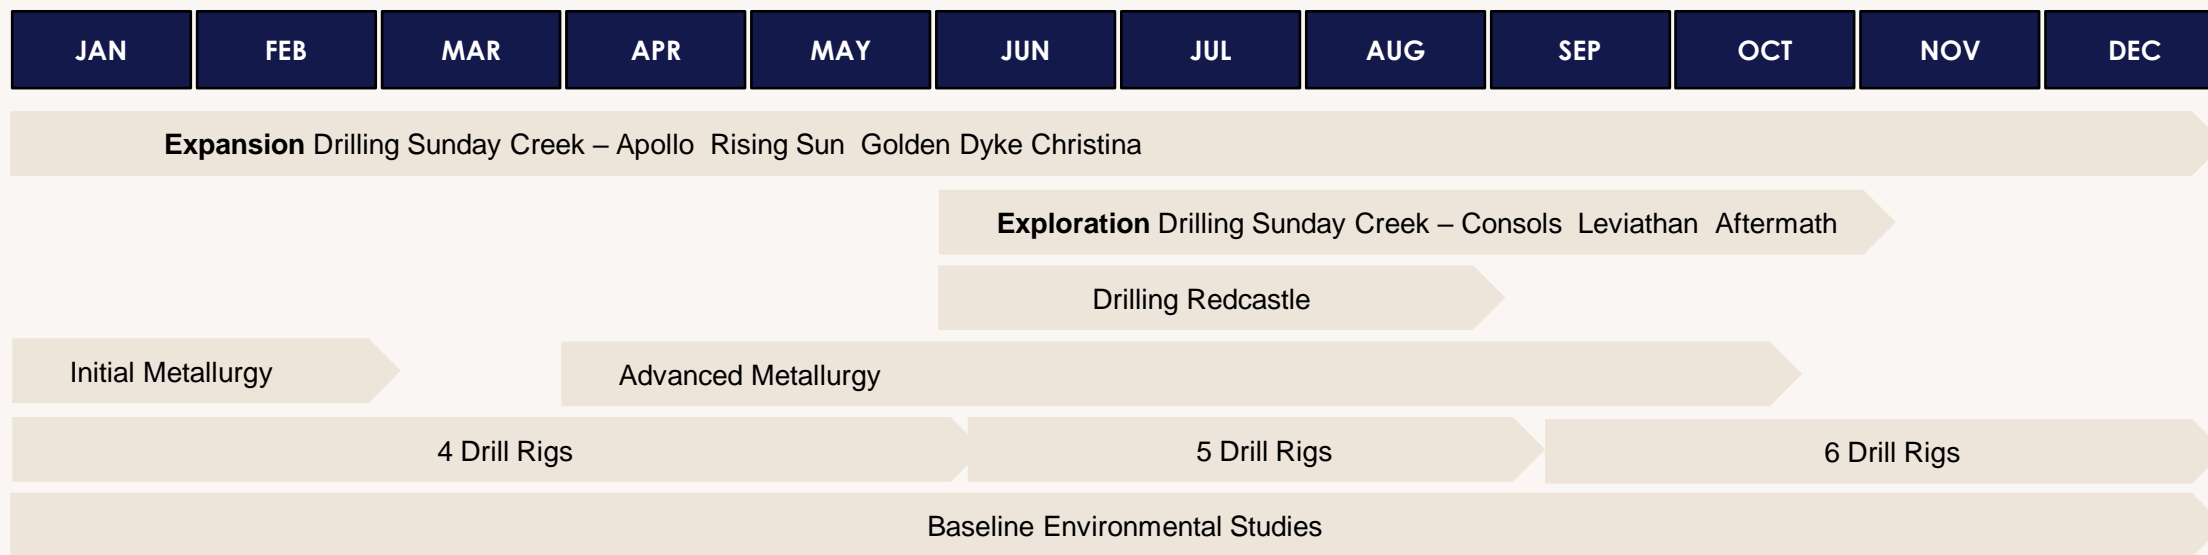 JAN FEB MAR APR MAY JUN JUL AUG SEP OCT NOV DEC
Expansion Drilling Sunday Creek – Apollo Rising Sun Golden Dyke Christina
Exploration Drilling Sunday Creek – Consols Leviathan Aftermath
Drilling Redcastle
Initial Metallurgy Advanced Metallurgy
4 Drill Rigs 5 Drill Rigs 6 Drill Rigs
Baseline Environmental Studies